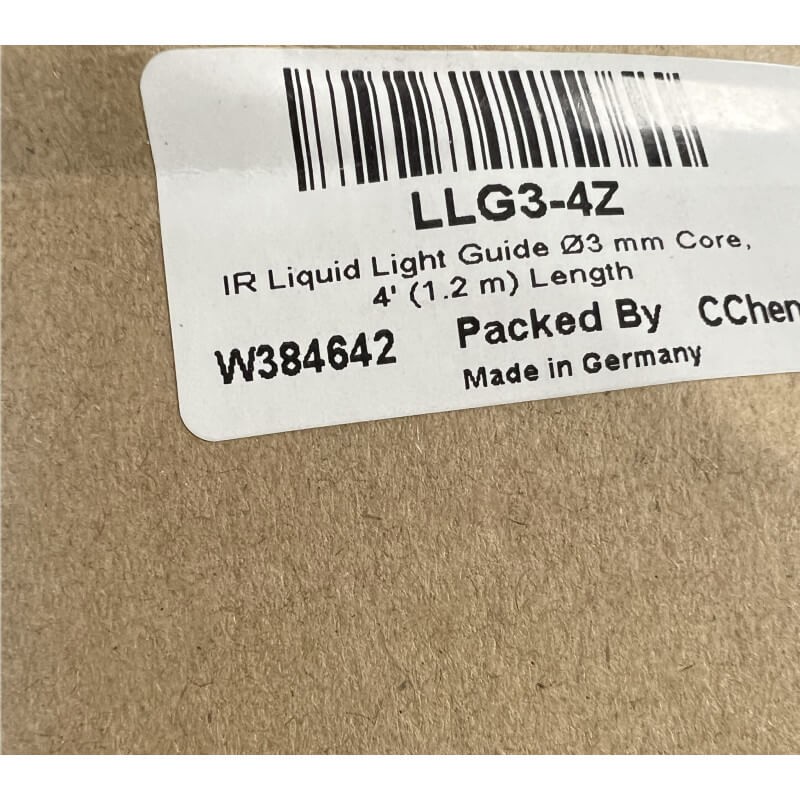 LLG3-4Z
IR Liquid Light Guide Ø3 mm Core,
4' (1.2 m) Length
W384642 Packed By CChen
Made in Germany